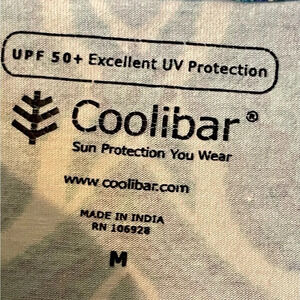 UPF 50+ Excellent UV Protection
Coolibar®
Sun Protection You Wear
www.coolibar.com
MADE IN INDIA
RN 106928
M